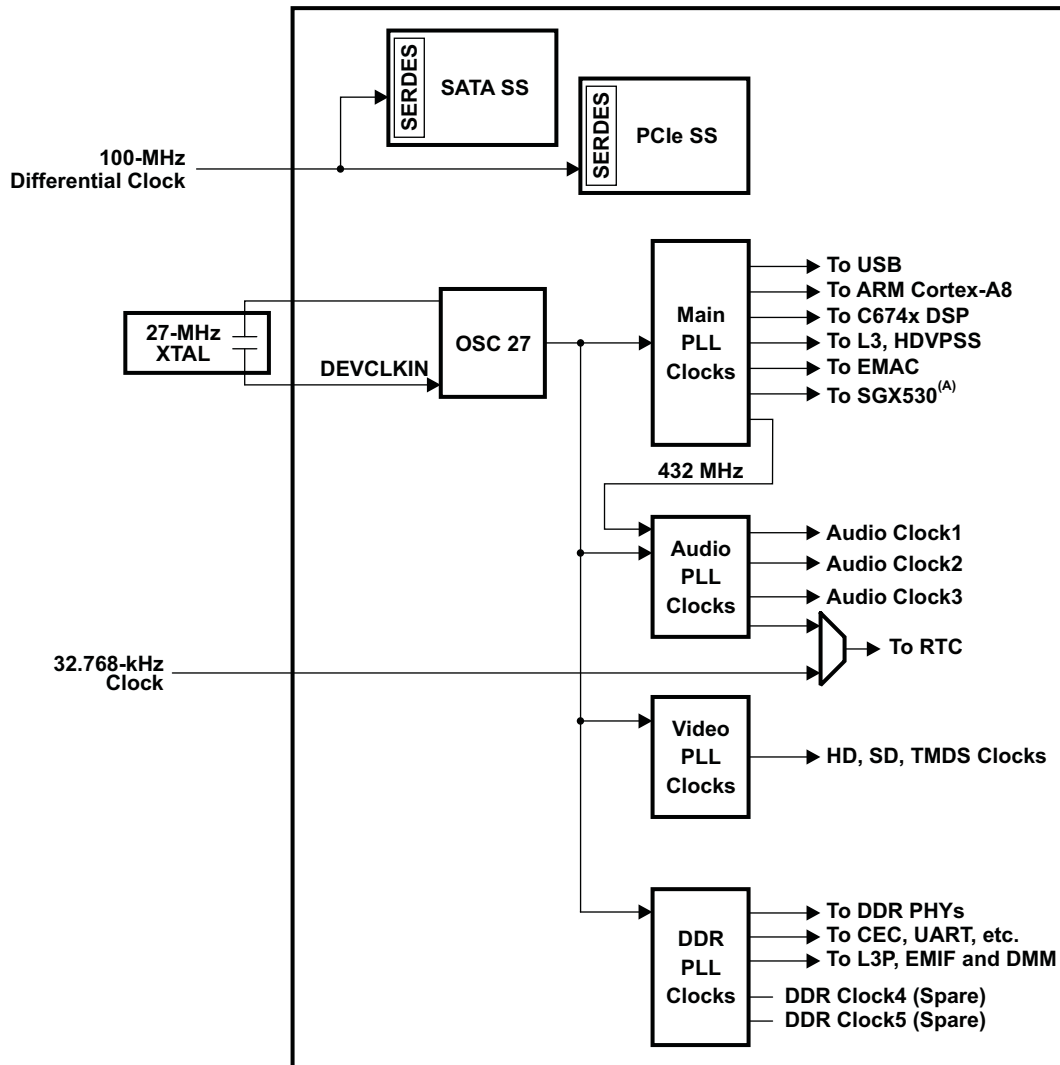 SERDES
SATA SS
SERDES
PCIe SS
100-MHz
Differential Clock
27-MHz
XTAL
DEVCLKIN
OSC 27
Main
PLL
Clocks
To USB
To ARM Cortex-A8
To C674x DSP
To L3, HDVPSS
To EMAC
To SGX530(A)
432 MHz
Audio
PLL
Clocks
Audio Clock1
Audio Clock2
Audio Clock3
To RTC
32.768-kHz
Clock
Video
PLL
Clocks
HD, SD, TMDS Clocks
DDR
PLL
Clocks
To DDR PHYs
To CEC, UART, etc.
To L3P, EMIF and DMM
DDR Clock4 (Spare)
DDR Clock5 (Spare)